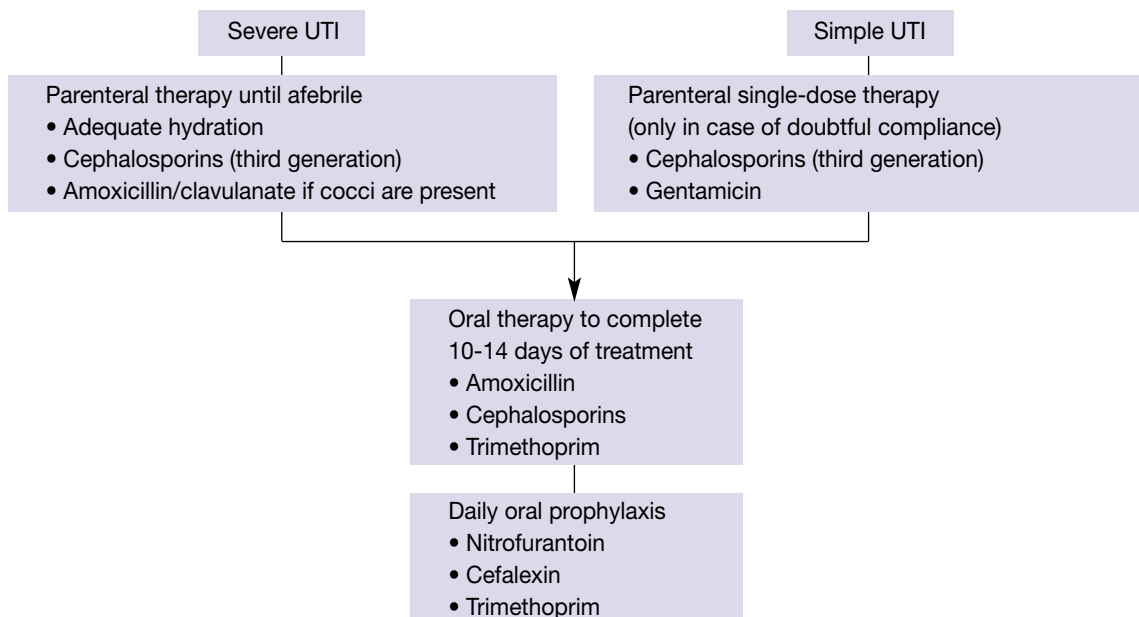 Severe UTI
Simple UTI
Parenteral therapy until afebrile
• Adequate hydration
• Cephalosporins (third generation)
• Amoxicillin/clavulanate if cocci are present
Parenteral single-dose therapy
(only in case of doubtful compliance)
• Cephalosporins (third generation)
• Gentamicin
Oral therapy to complete
10-14 days of treatment
• Amoxicillin
• Cephalosporins
• Trimethoprim
Daily oral prophylaxis
• Nitrofurantoin
• Cefalexin
• Trimethoprim